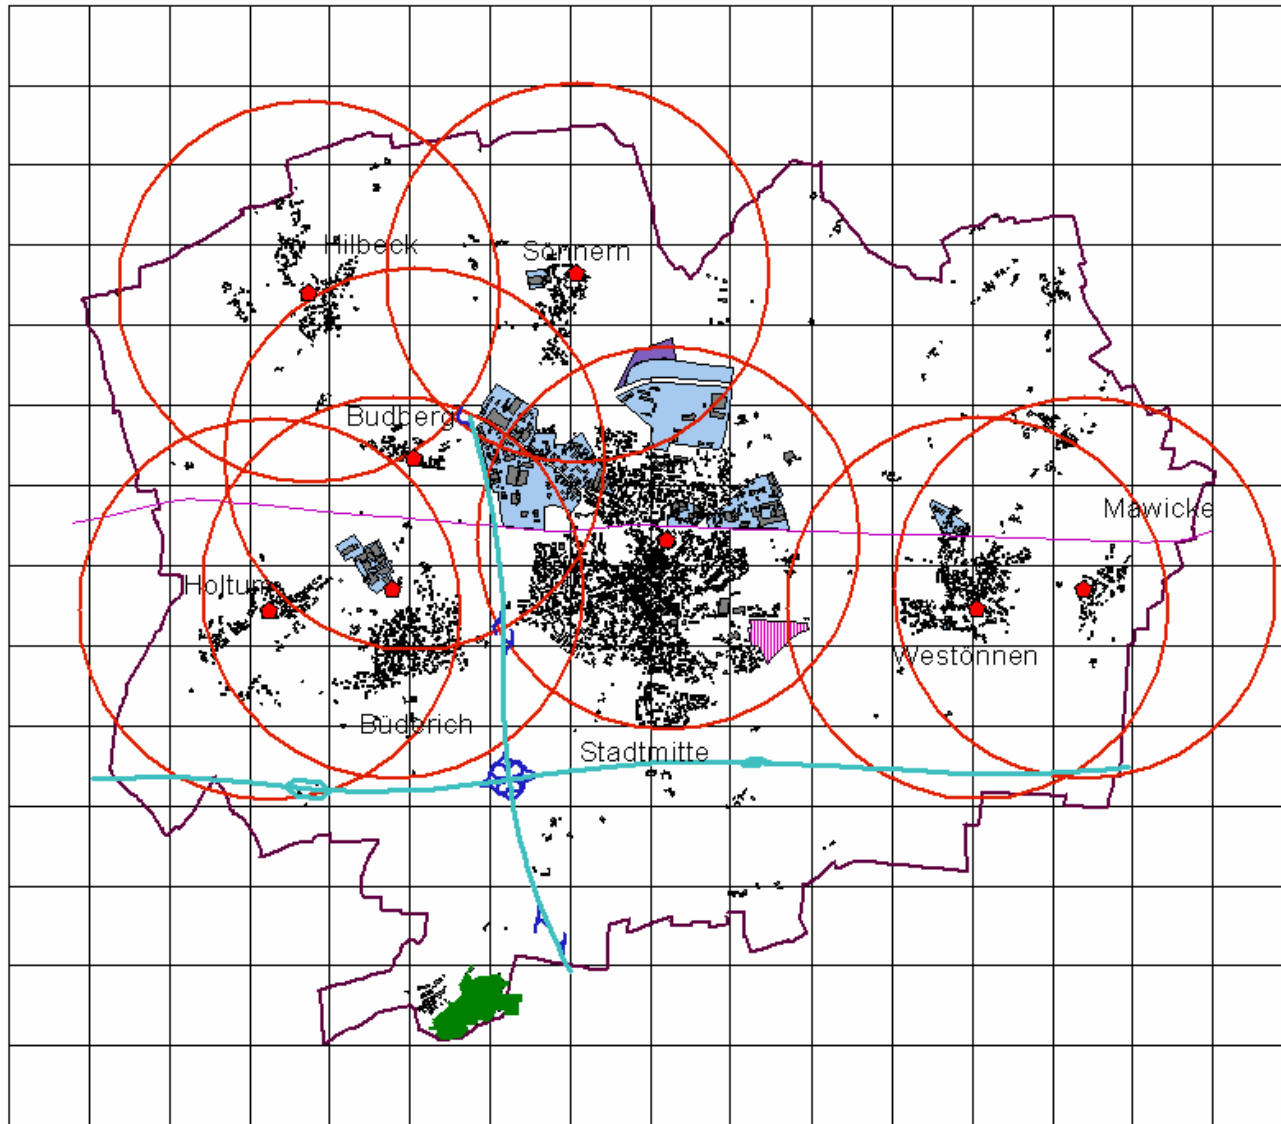 Hilbeck
Sönnern
Budberg
Mawicke
Holtum
Westönnen
Büderich
Stadtmitte